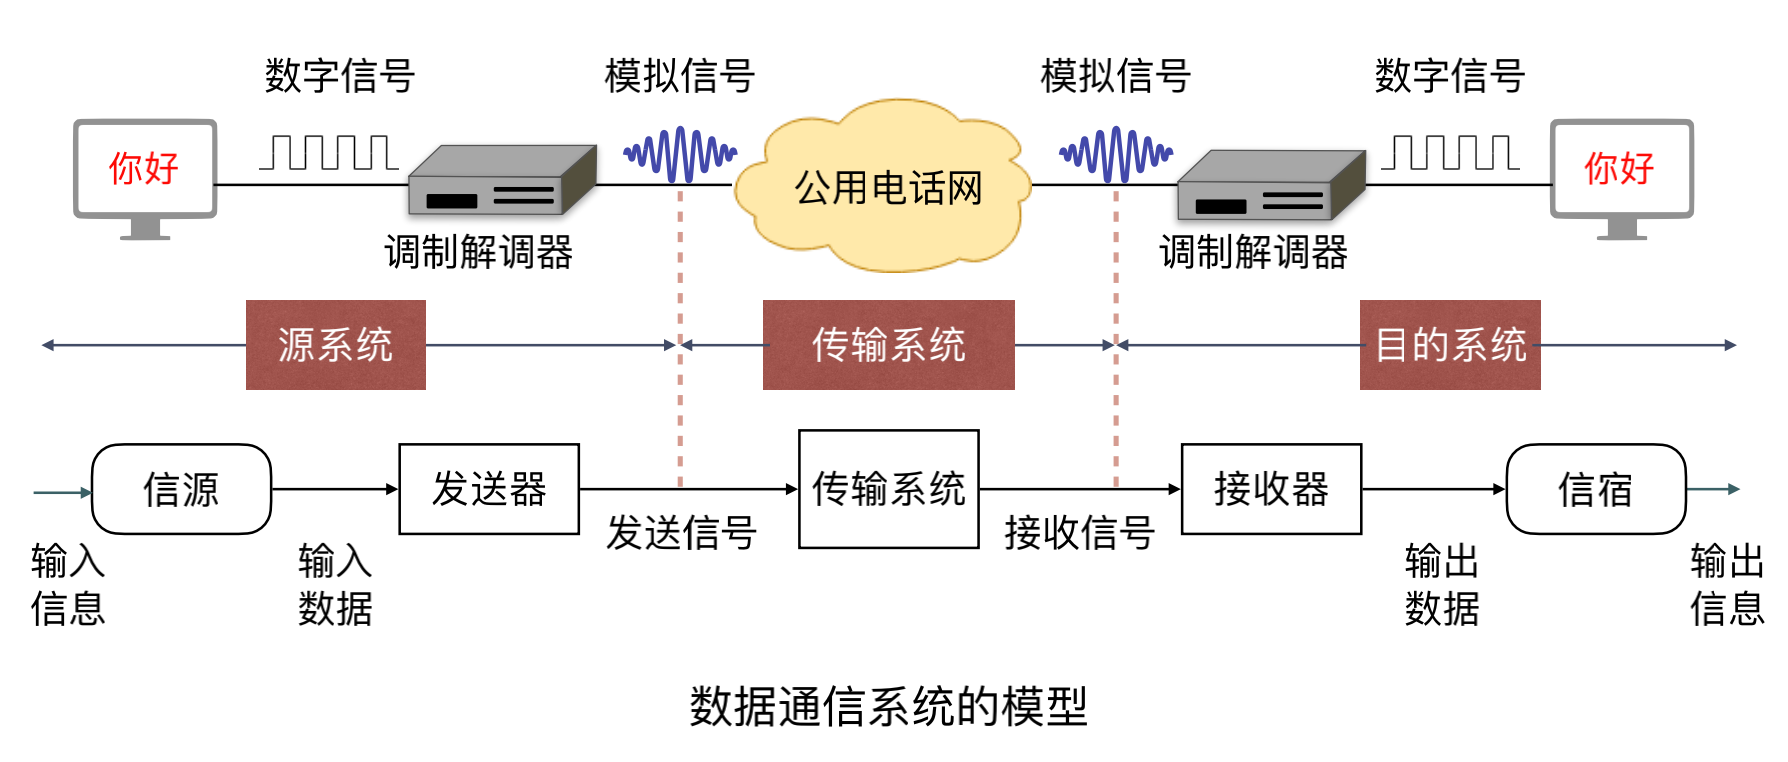 数字信号
模拟信号
模拟信号
数字信号
你好
公用电话网
你好
调制解调器
调制解调器
源系统
传输系统
目的系统
信源
发送器
传输系统
接收器
信宿
发送信号
接收信号
输入
信息
输入
数据
输出
数据
输出
信息
数据通信系统的模型